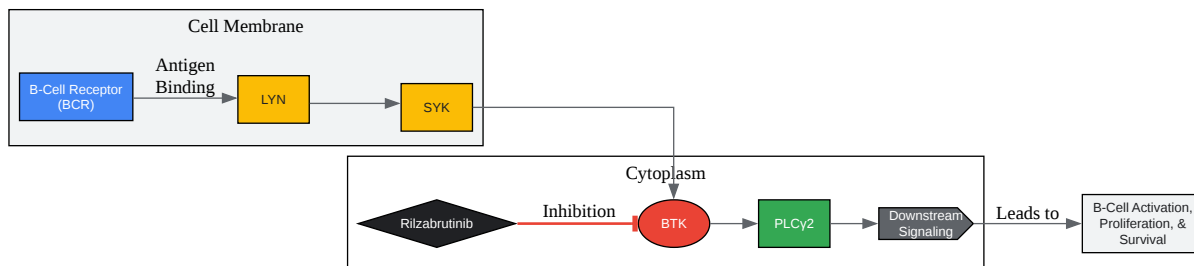 Cell Membrane
Antigen
Binding
B-Cell Receptor
(BCR)
LYN
SYK
Cytoplasm
Rilzabrutinib
Inhibition
BTK
PLCγ2
Downstream
Signaling
Leads to
B-Cell Activation,
Proliferation, &
Survival